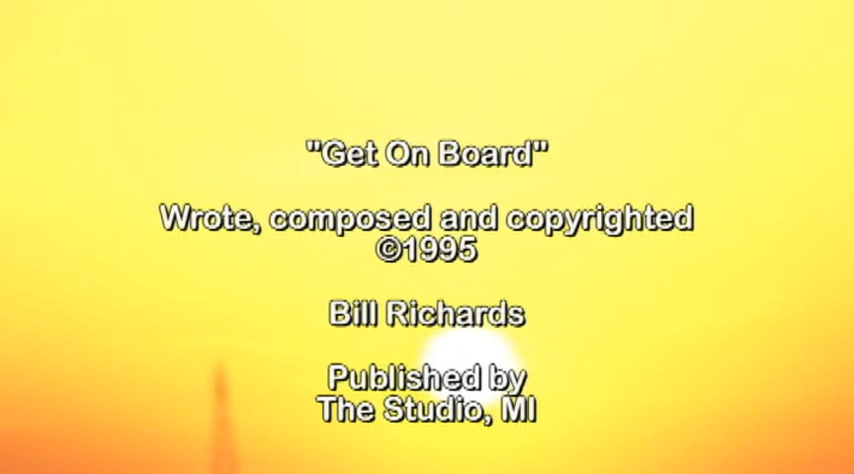 "Get On Board"
Wrote, composed and copyrighted
©1995
Bill Richards
Published by
The Studio, MI